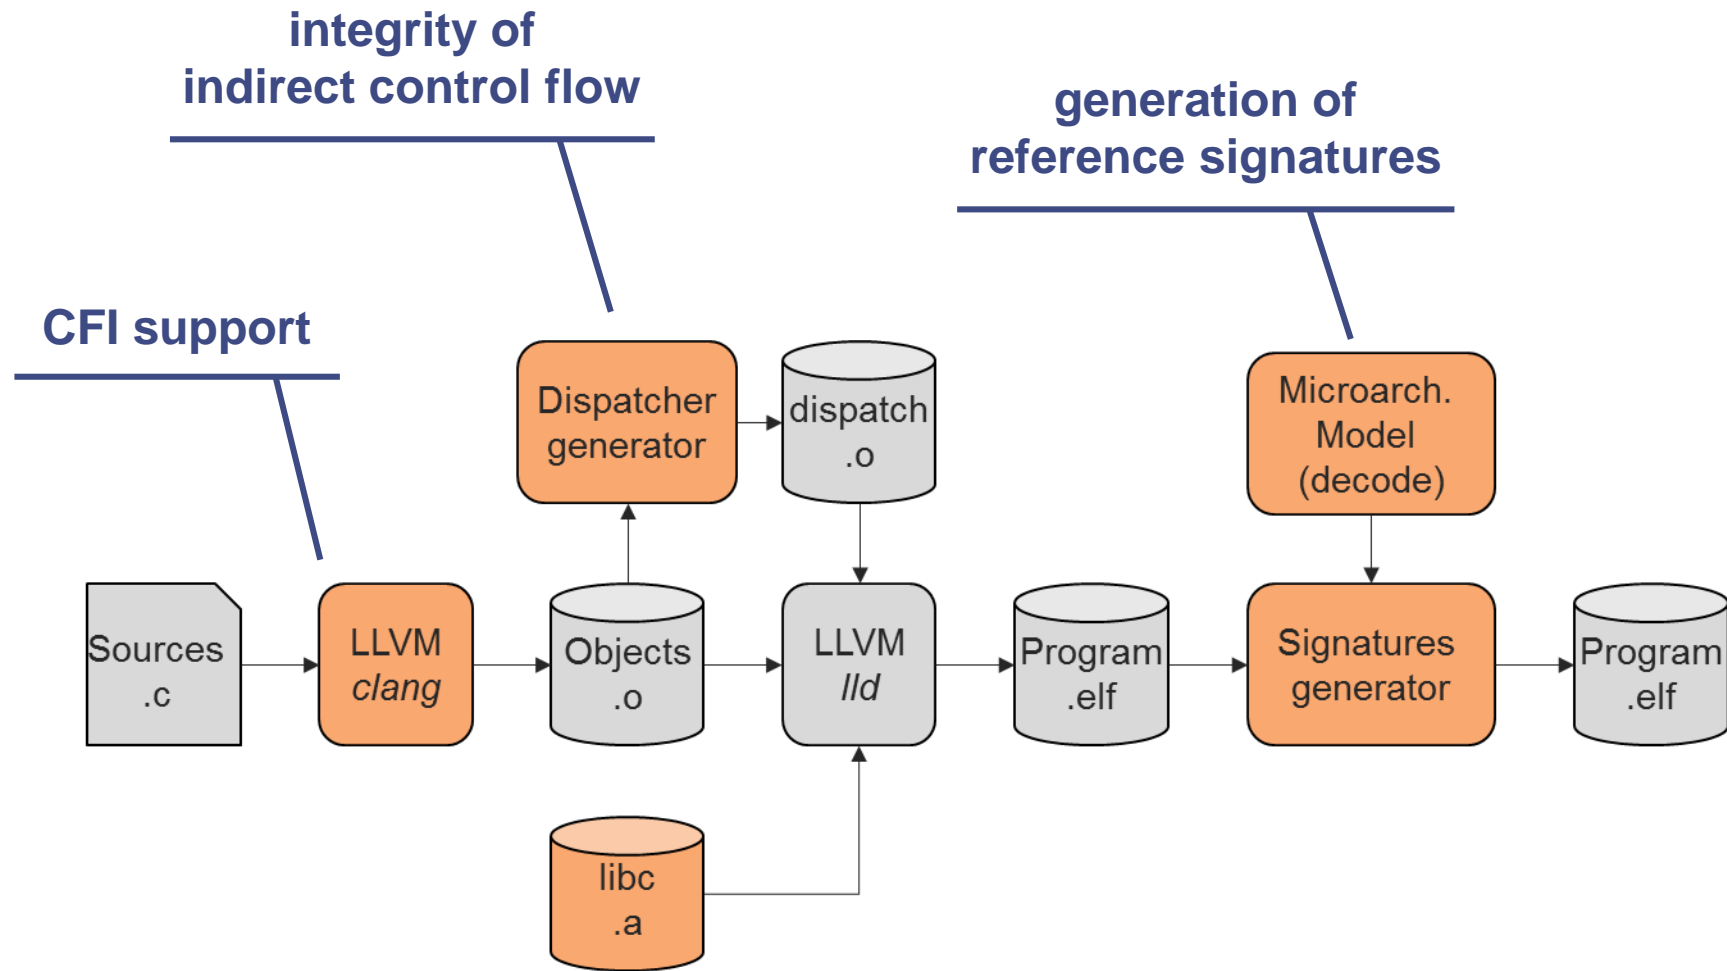 integrity of
indirect control flow
generation of
reference signatures
CFI support
Dispatcher
generator
dispatch
.o
Microarch.
Model
(decode)
Sources
.c
LLVM
clang
Objects
.o
LLVM
lld
Program
.elf
Signatures
generator
Program
.elf
libc
.a